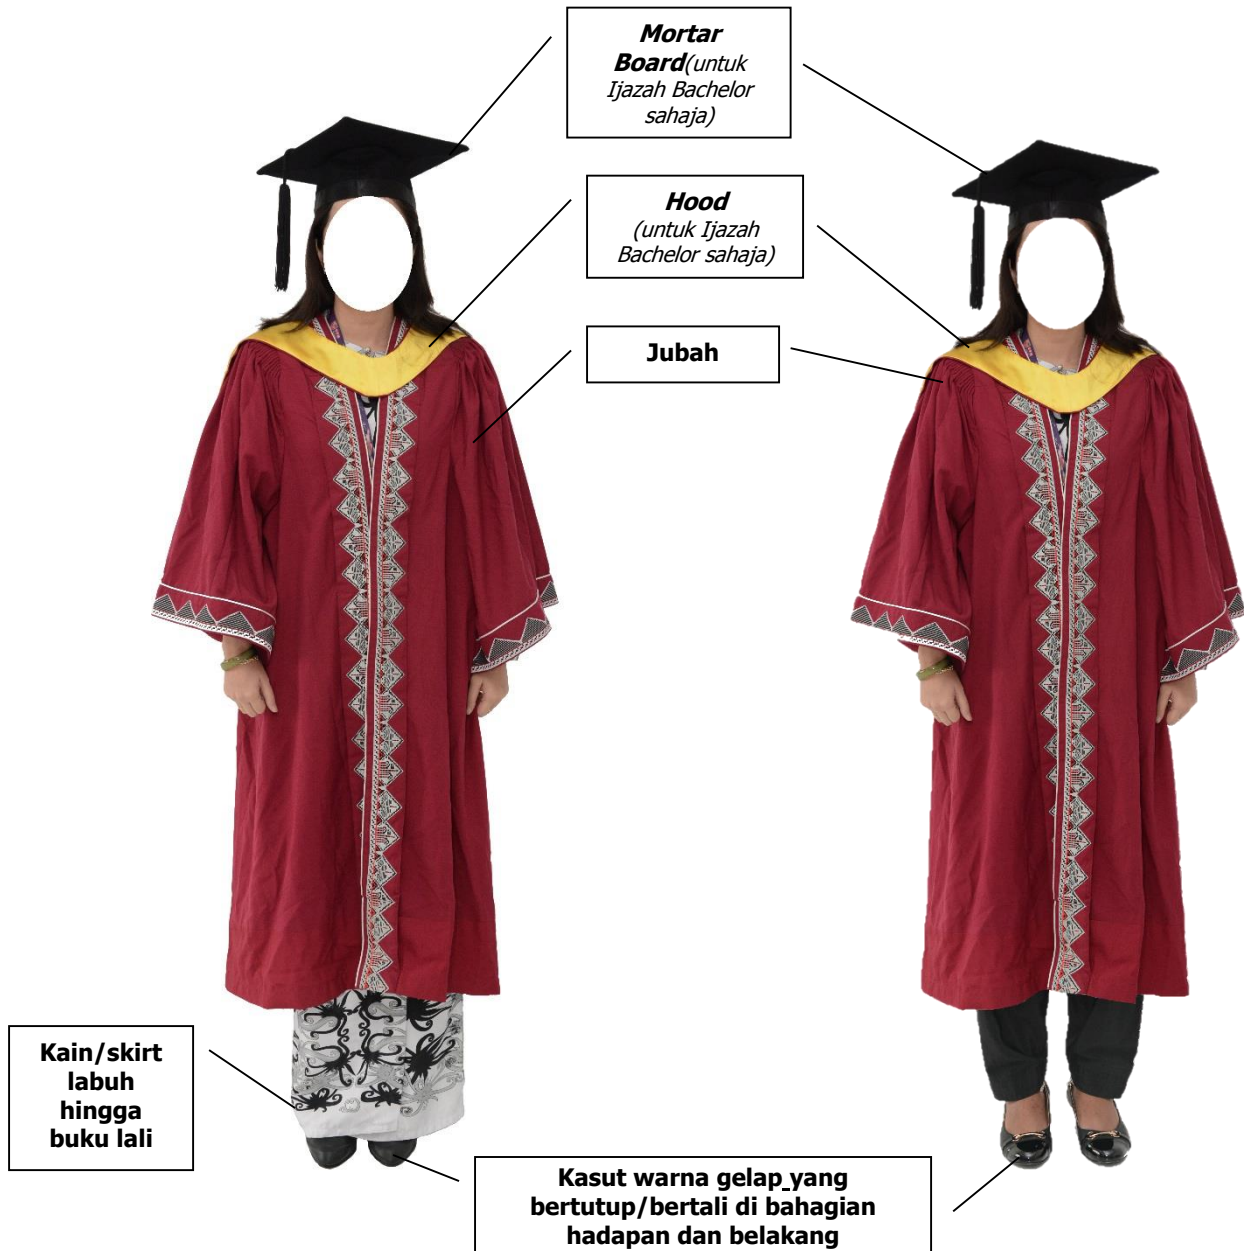 Mortar
Board(untuk
Ijazah Bachelor
sahaja)
Hood
(untuk Ijazah
Bachelor sahaja)
Jubah
Kain/skirt
labuh
hingga
buku lali
Kasut warna gelap yang
bertutup/bertali di bahagian
hadapan dan belakang